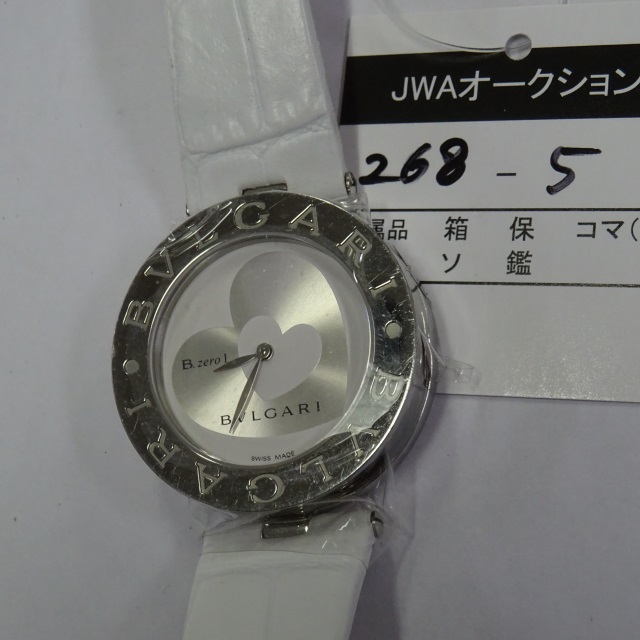 JWAオークション
268 - 5
属品 箱 保 コマ(
ソ 鑑
BVLGARI • BVLGARI •
B.zero1
BVLGARI
SWISS MADE